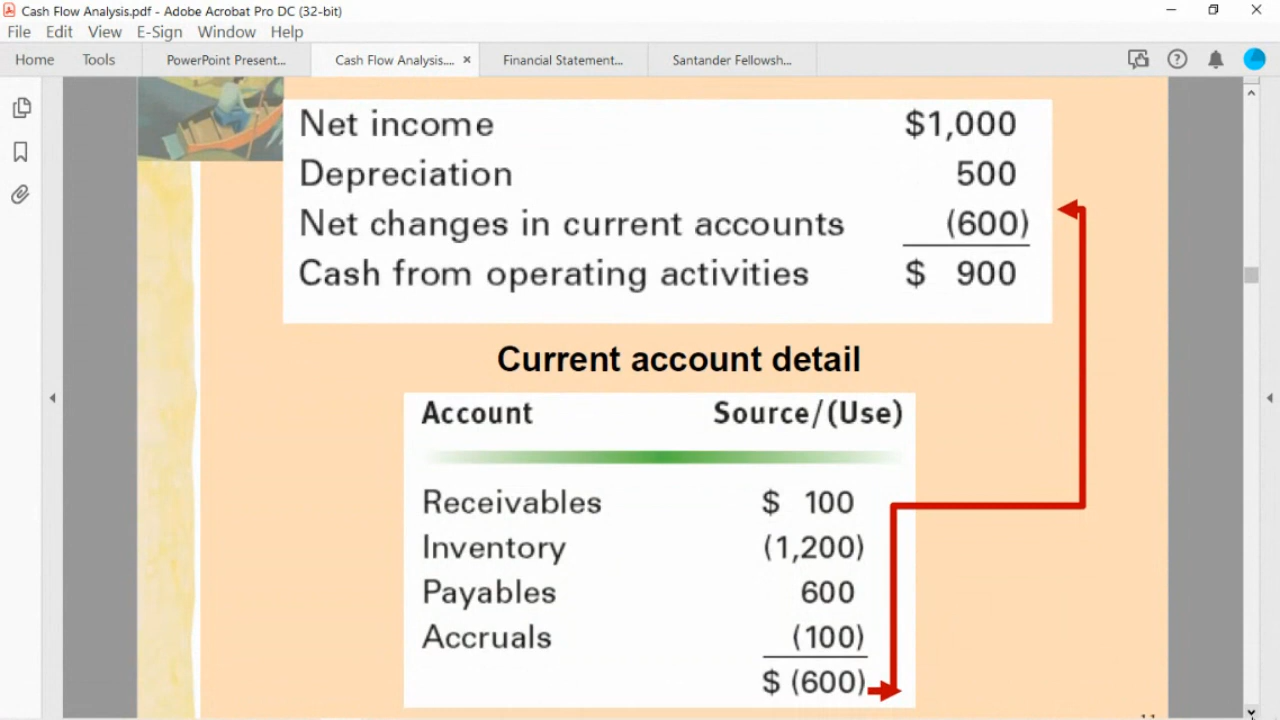 Cash Flow Analysis.pdf - Adobe Acrobat Pro DC (32-bit)
File Edit View E-Sign Window Help
Home Tools PowerPoint Present... Cash Flow Analysis.... × Financial Statement... Santander Fellowsh...
Net income $1,000
Depreciation 500
Net changes in current accounts (600)
Cash from operating activities $ 900
Current account detail
Account Source/(Use)
Receivables $ 100
Inventory (1,200)
Payables 600
Accruals (100)
$ (600)